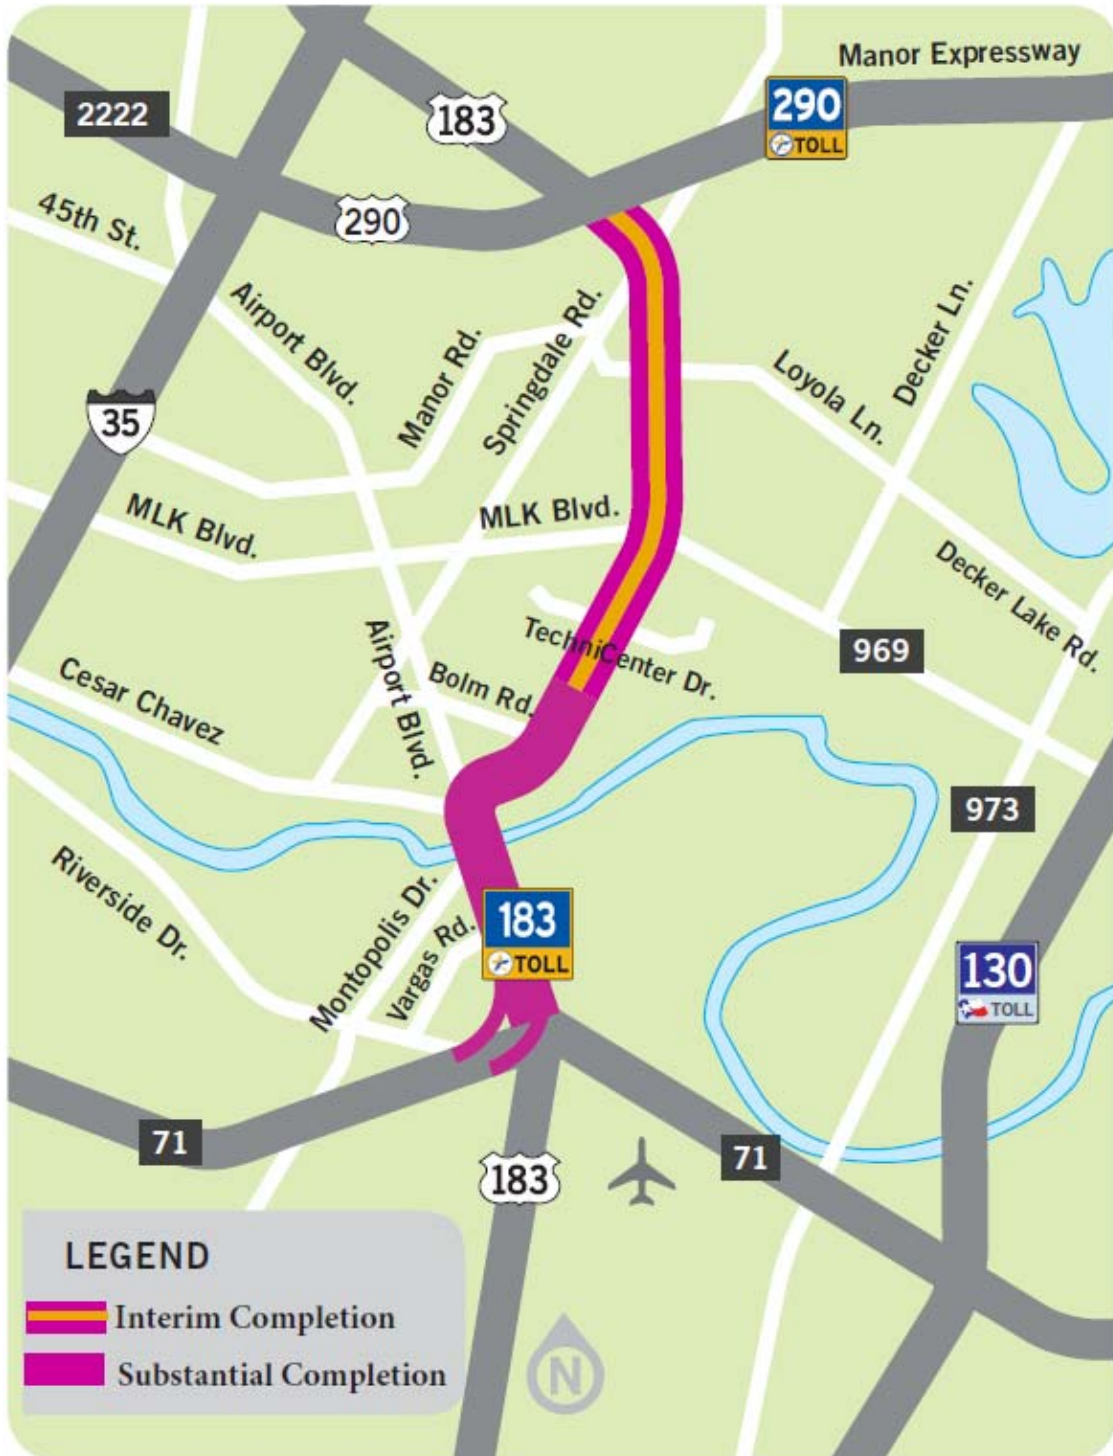 Manor Expressway
290
TOLL
2222
183
290
45th St.
Airport Blvd.
Manor Rd.
Springdale Rd.
Loyola Ln.
Decker Ln.
35
MLK Blvd.
MLK Blvd.
Decker Lake Rd.
TechniCenter Dr.
969
Airport Blvd.
Bolm Rd.
Cesar Chavez
973
Riverside Dr.
Montopolis Dr.
Vargas Rd.
183
TOLL
130
TOLL
71
71
183
LEGEND
Interim Completion
Substantial Completion
N